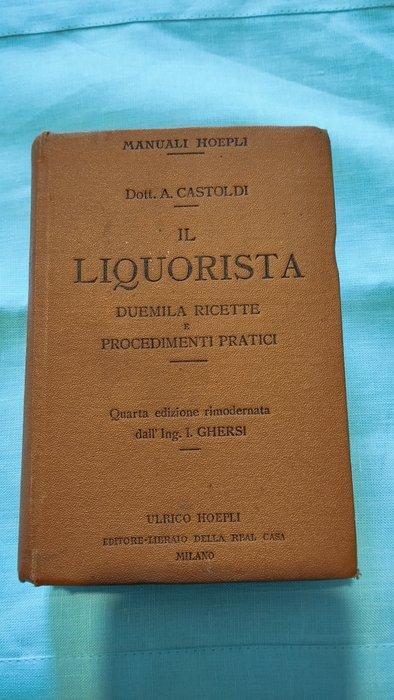 MANUALI HOEPLI
Dott. A. CASTOLDI
IL
LIQUORISTA
DUEMILA RICETTE
E
PROCEDIMENTI PRATICI
Quarta edizione rimodernata
dall' Ing. I. GHERSI
ULRICO HOEPLI
EDITORE-LIBRAIO DELLA REAL CASA
MILANO